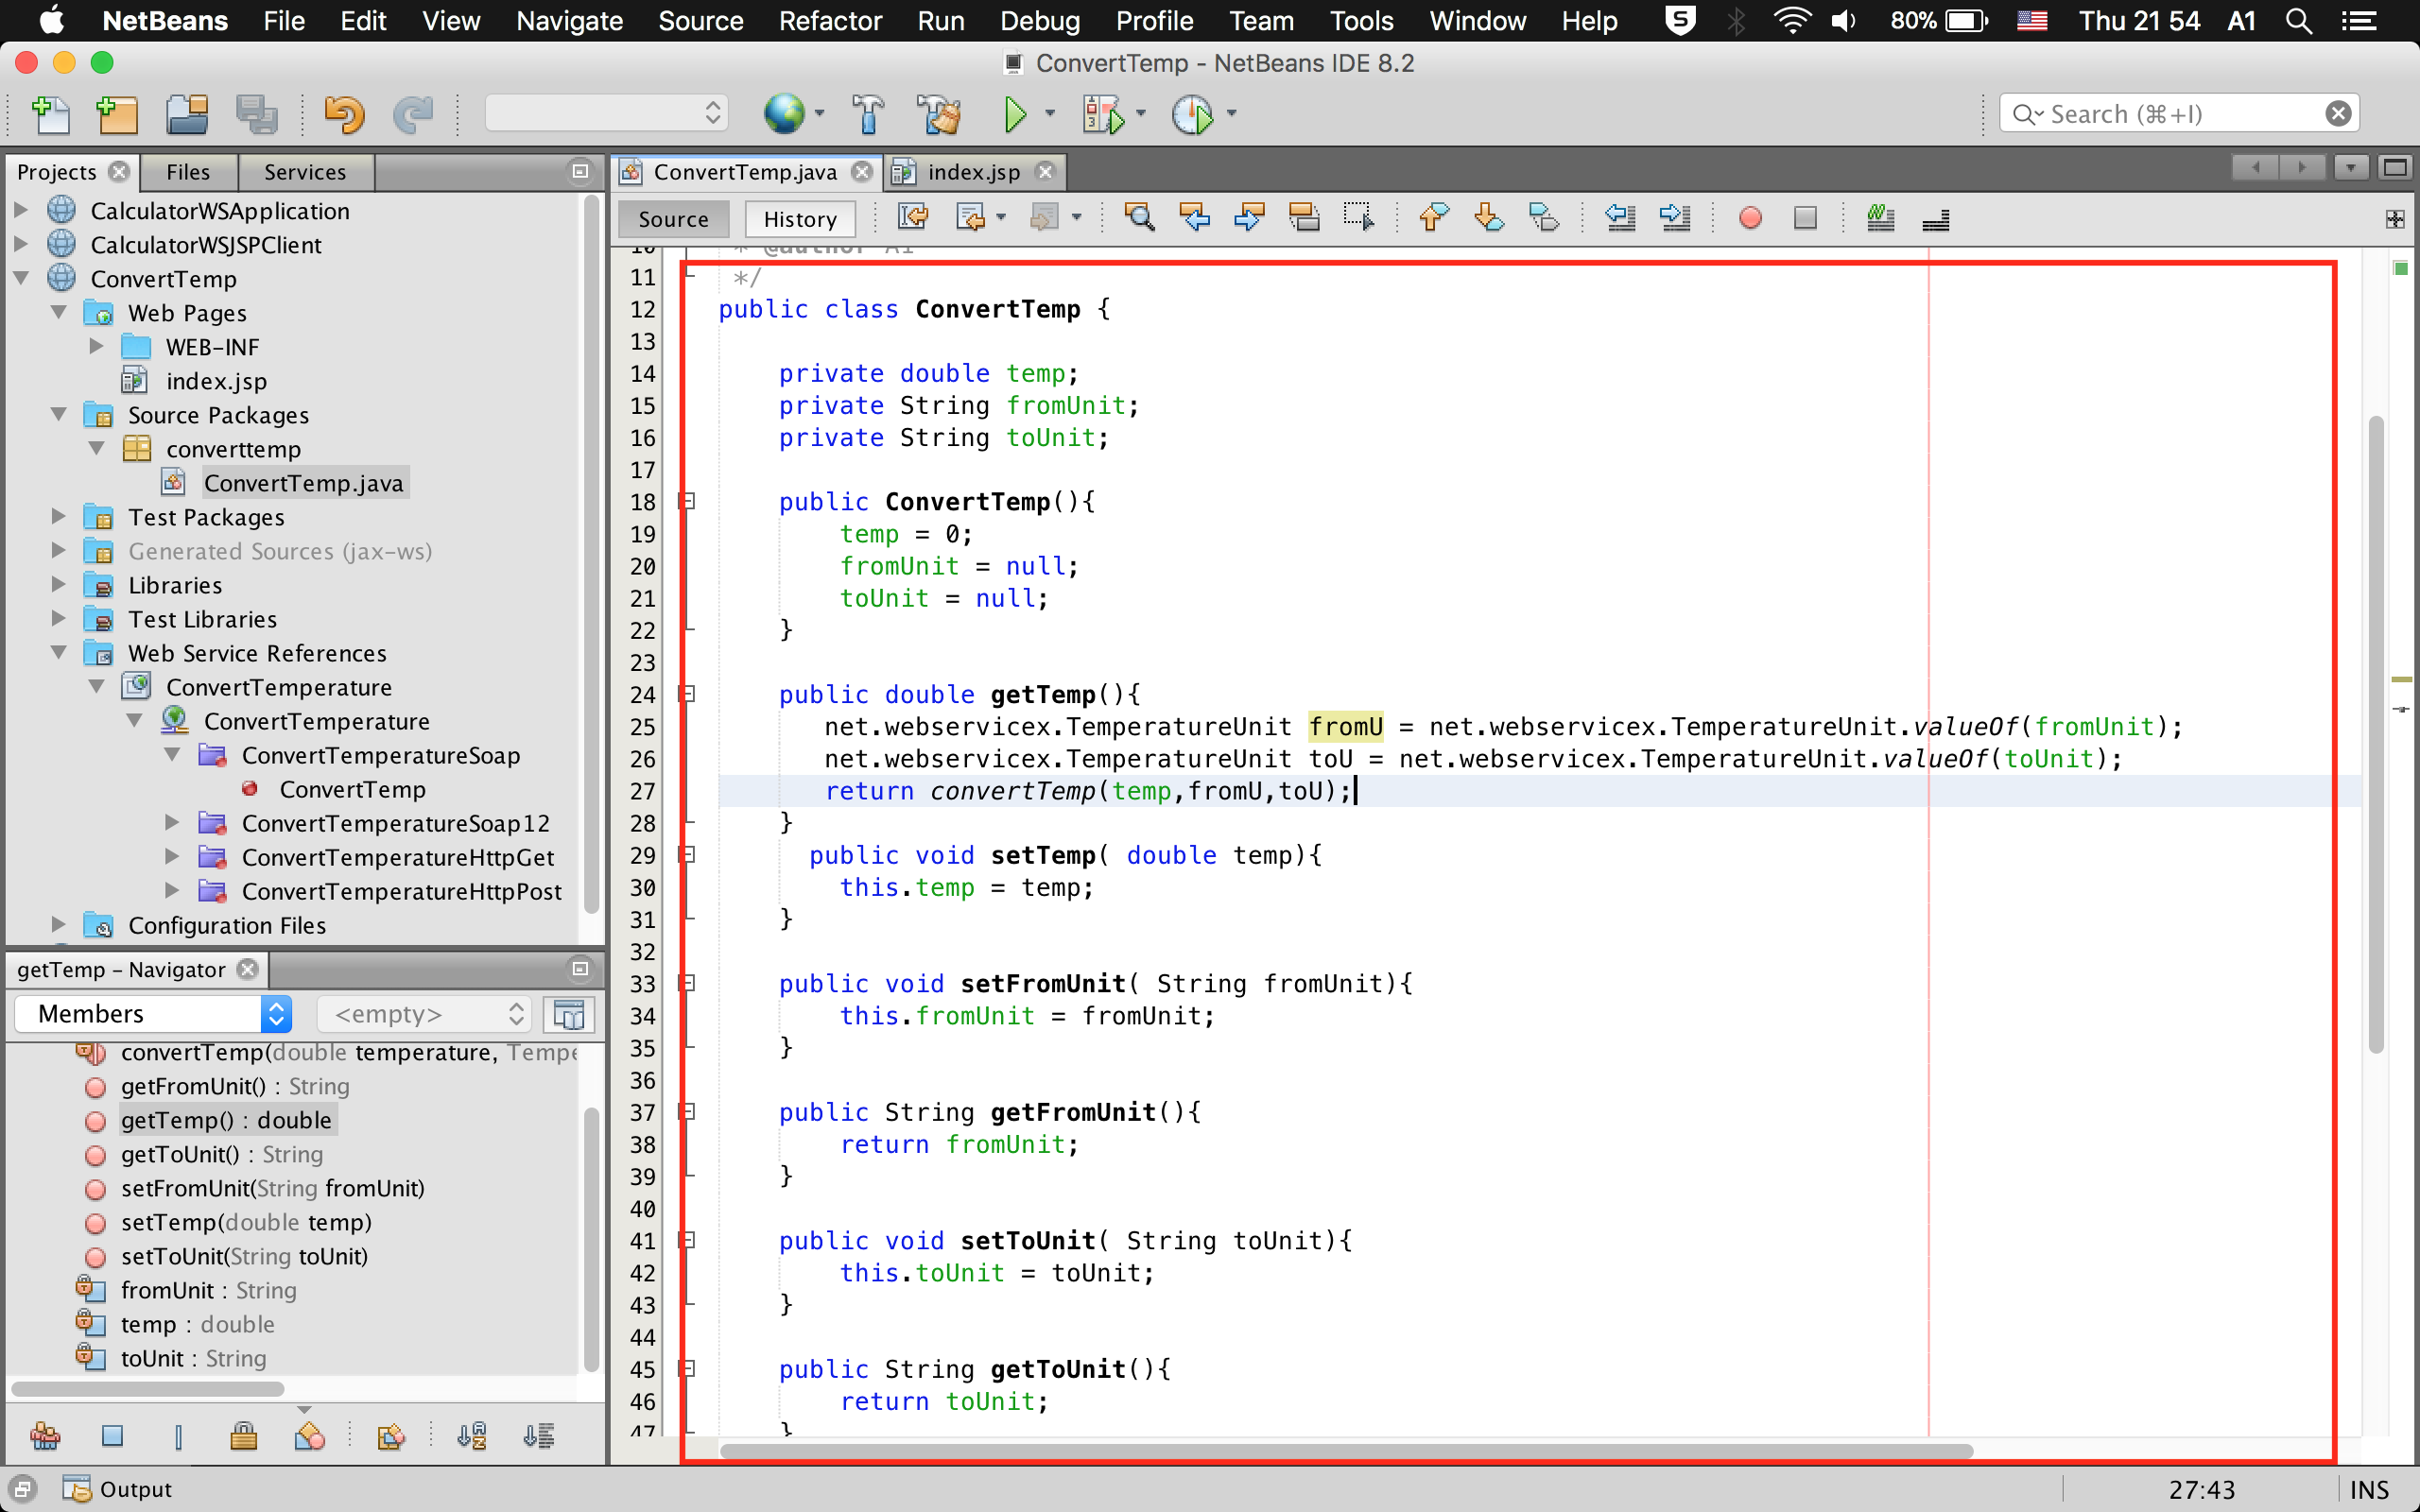 NetBeans File Edit View Navigate Source Refactor Run Debug Profile Team Tools Window Help 80% Thu 21 54 A1
ConvertTemp - NetBeans IDE 8.2
Search (⌘+I)
Projects Files Services
CalculatorWSApplication
CalculatorWSJSPClient
ConvertTemp
Web Pages
WEB-INF
index.jsp
Source Packages
converttemp
ConvertTemp.java
Test Packages
Generated Sources (jax-ws)
Libraries
Test Libraries
Web Service References
ConvertTemperature
ConvertTemperature
ConvertTemperatureSoap
ConvertTemp
ConvertTemperatureSoap12
ConvertTemperatureHttpGet
ConvertTemperatureHttpPost
Configuration Files
getTemp - Navigator
Members <empty>
convertTemp(double temperature, Tempe
getFromUnit() : String
getTemp() : double
getToUnit() : String
setFromUnit(String fromUnit)
setTemp(double temp)
setToUnit(String toUnit)
fromUnit : String
temp : double
toUnit : String
ConvertTemp.java index.jsp
Source History
10 * @author A1
11 */
12 public class ConvertTemp {
13
14 private double temp;
15 private String fromUnit;
16 private String toUnit;
17
18 public ConvertTemp(){
19 temp = 0;
20 fromUnit = null;
21 toUnit = null;
22 }
23
24 public double getTemp(){
25 net.webservicex.TemperatureUnit fromU = net.webservicex.TemperatureUnit.valueOf(fromUnit);
26 net.webservicex.TemperatureUnit toU = net.webservicex.TemperatureUnit.valueOf(toUnit);
27 return convertTemp(temp,fromU,toU);
28 }
29 public void setTemp( double temp){
30 this.temp = temp;
31 }
32
33 public void setFromUnit( String fromUnit){
34 this.fromUnit = fromUnit;
35 }
36
37 public String getFromUnit(){
38 return fromUnit;
39 }
40
41 public void setToUnit( String toUnit){
42 this.toUnit = toUnit;
43 }
44
45 public String getToUnit(){
46 return toUnit;
47 }
Output 27:43 INS